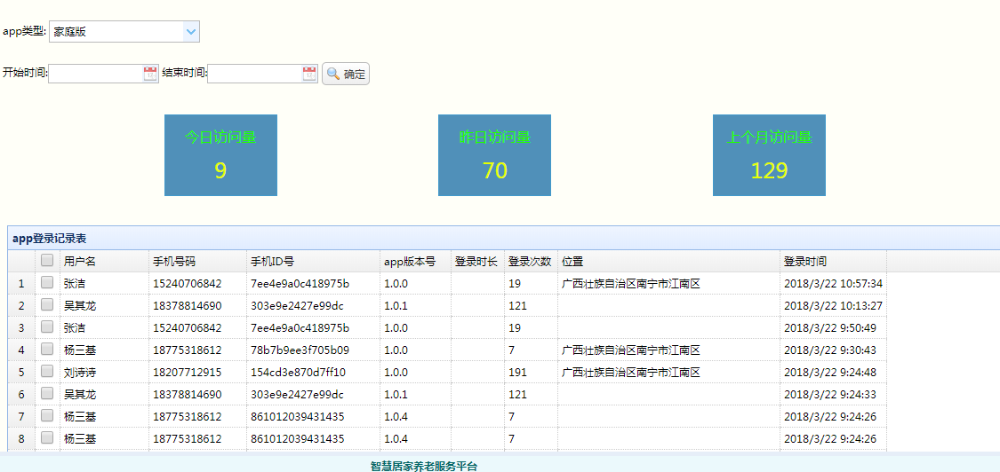 app类型: 家庭版
开始时间: 结束时间: 确定
今日访问量 昨日访问量 上个月访问量
9 70 129
app登录记录表
用户名 手机号码 手机ID号 app版本号 登录时长 登录次数 位置 登录时间
1 张洁 15240706842 7ee4e9a0c418975b 1.0.0 19 广西壮族自治区南宁市江南区 2018/3/22 10:57:34
2 吴其龙 18378814690 303e9e2427e99dc 1.0.1 121 2018/3/22 10:13:27
3 张洁 15240706842 7ee4e9a0c418975b 1.0.0 19 2018/3/22 9:50:49
4 杨三基 18775318612 78b7b9ee3f705b09 1.0.0 7 广西壮族自治区南宁市江南区 2018/3/22 9:30:43
5 刘诗诗 18207712915 154cd3e870d7ff10 1.0.0 191 广西壮族自治区南宁市江南区 2018/3/22 9:24:48
6 吴其龙 18378814690 303e9e2427e99dc 1.0.1 121 2018/3/22 9:24:33
7 杨三基 18775318612 861012039431435 1.0.4 7 2018/3/22 9:24:26
8 杨三基 18775318612 861012039431435 1.0.4 7 2018/3/22 9:24:26
智慧居家养老服务平台